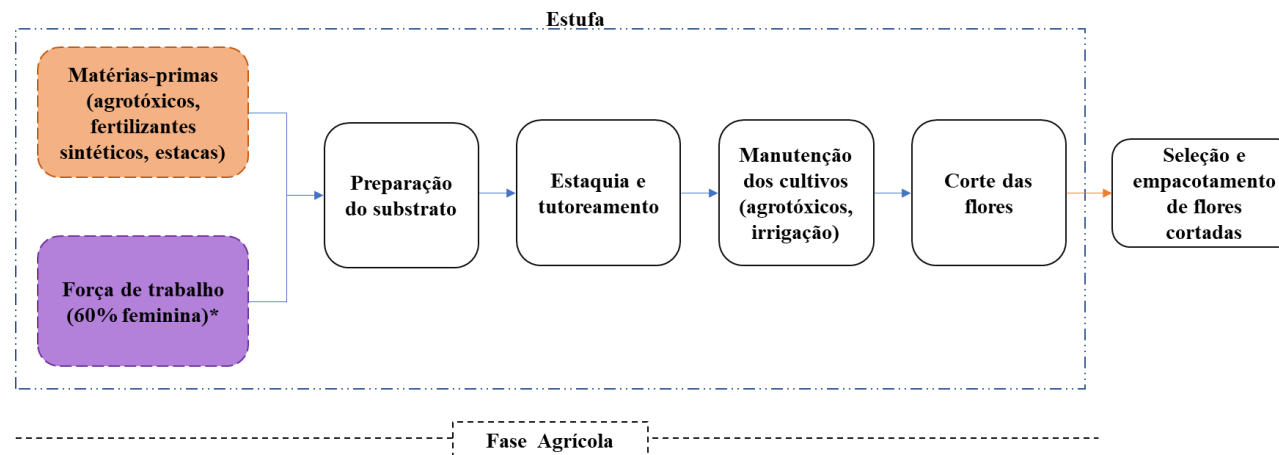 Estufa
Matérias-primas
(agrotóxicos,
fertilizantes
sintéticos, estacas)
Força de trabalho
(60% feminina)*
Preparação
do substrato
Estaquia e
tutoreamento
Manutenção
dos cultivos
(agrotóxicos,
irrigação)
Corte das
flores
Seleção e
empacotamento
de flores
cortadas
Fase Agrícola